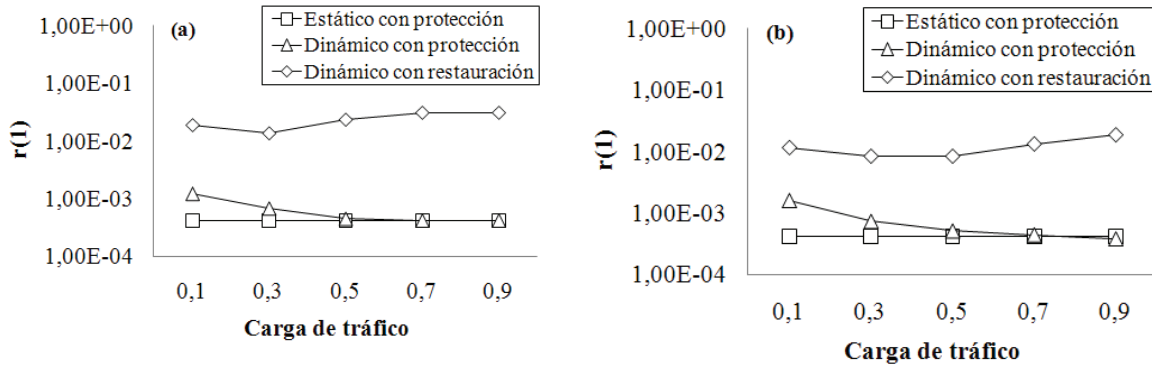 (a)
Estático con protección
Dinámico con protección
Dinámico con restauración
1,00E+00
1,00E-01
1,00E-02
1,00E-03
1,00E-04
r(1)
0,1 0,3 0,5 0,7 0,9
Carga de tráfico
(b)
Estático con protección
Dinámico con protección
Dinámico con restauración
1,00E+00
1,00E-01
1,00E-02
1,00E-03
1,00E-04
r(1)
0,1 0,3 0,5 0,7 0,9
Carga de tráfico